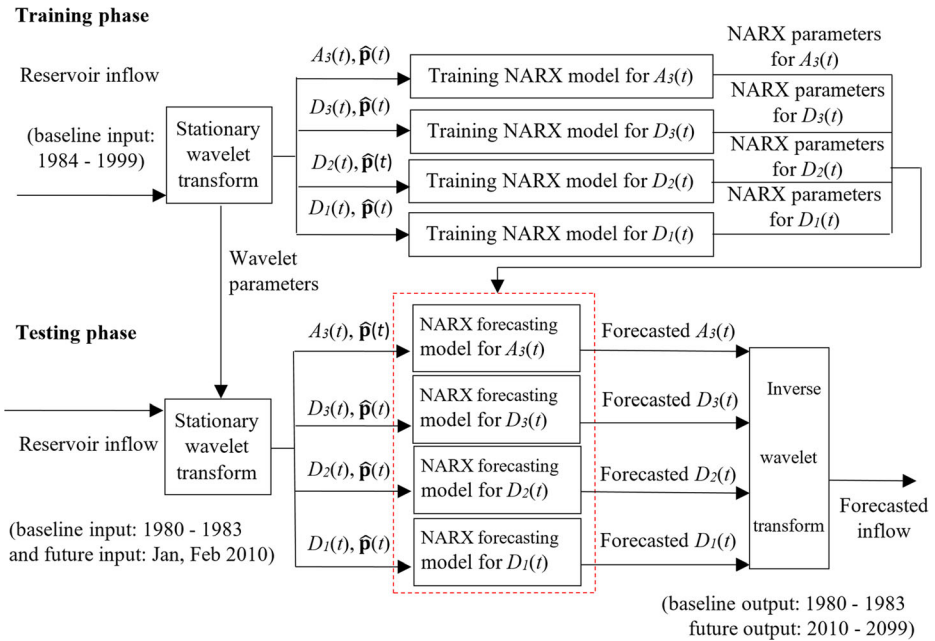 Training phase
Reservoir inflow
(baseline input:
1984 - 1999)
Stationary
wavelet
transform
A₃(t), p̂(t)
D₃(t), p̂(t)
D₂(t), p̂(t)
D₁(t), p̂(t)
Training NARX model for A₃(t)
Training NARX model for D₃(t)
Training NARX model for D₂(t)
Training NARX model for D₁(t)
NARX parameters
for A₃(t)
NARX parameters
for D₃(t)
NARX parameters
for D₂(t)
NARX parameters
for D₁(t)
Wavelet
parameters
Testing phase
Reservoir inflow
(baseline input: 1980 - 1983
and future input: Jan, Feb 2010)
Stationary
wavelet
transform
A₃(t), p̂(t)
D₃(t), p̂(t)
D₂(t), p̂(t)
D₁(t), p̂(t)
NARX forecasting
model for A₃(t)
NARX forecasting
model for D₃(t)
NARX forecasting
model for D₂(t)
NARX forecasting
model for D₁(t)
Forecasted A₃(t)
Forecasted D₃(t)
Forecasted D₂(t)
Forecasted D₁(t)
Inverse
wavelet
transform
Forecasted
inflow
(baseline output: 1980 - 1983
future output: 2010 - 2099)